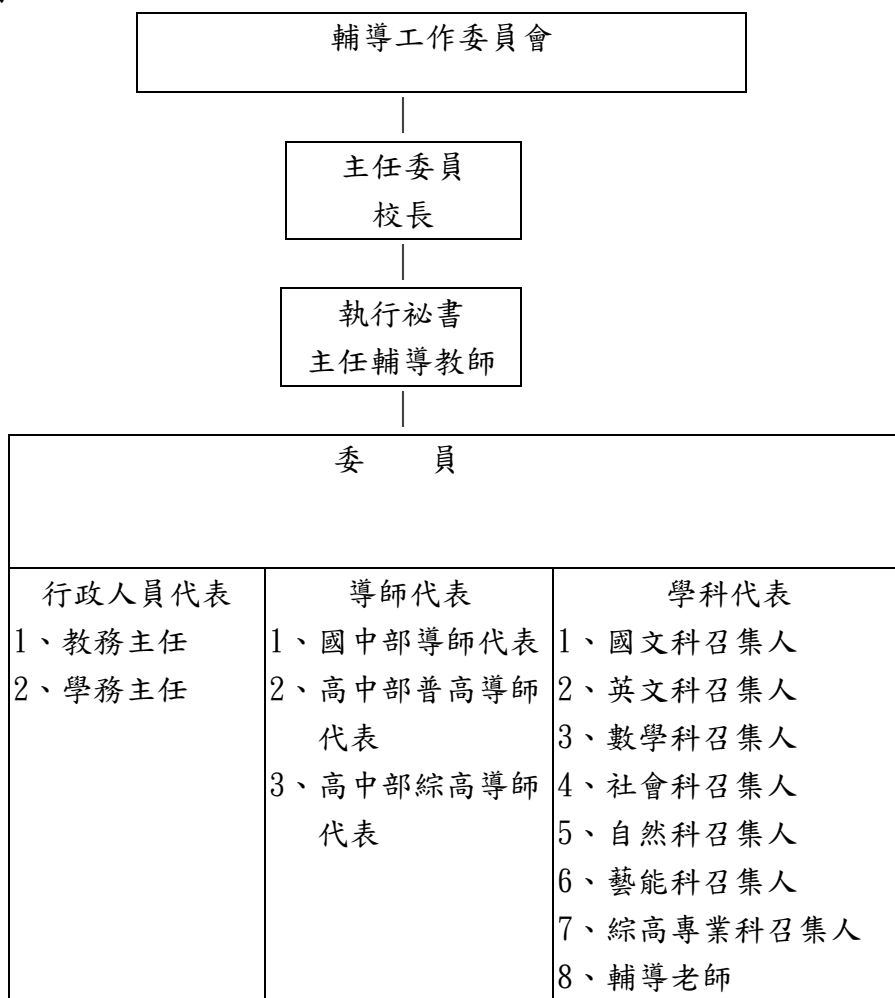 輔導工作委員會
主任委員
校長
執行祕書
主任輔導教師
委　　員
行政人員代表
1、教務主任
2、學務主任
導師代表
1、國中部導師代表
2、高中部普高導師
代表
3、高中部綜高導師
代表
學科代表
1、國文科召集人
2、英文科召集人
3、數學科召集人
4、社會科召集人
5、自然科召集人
6、藝能科召集人
7、綜高專業科召集人
8、輔導老師